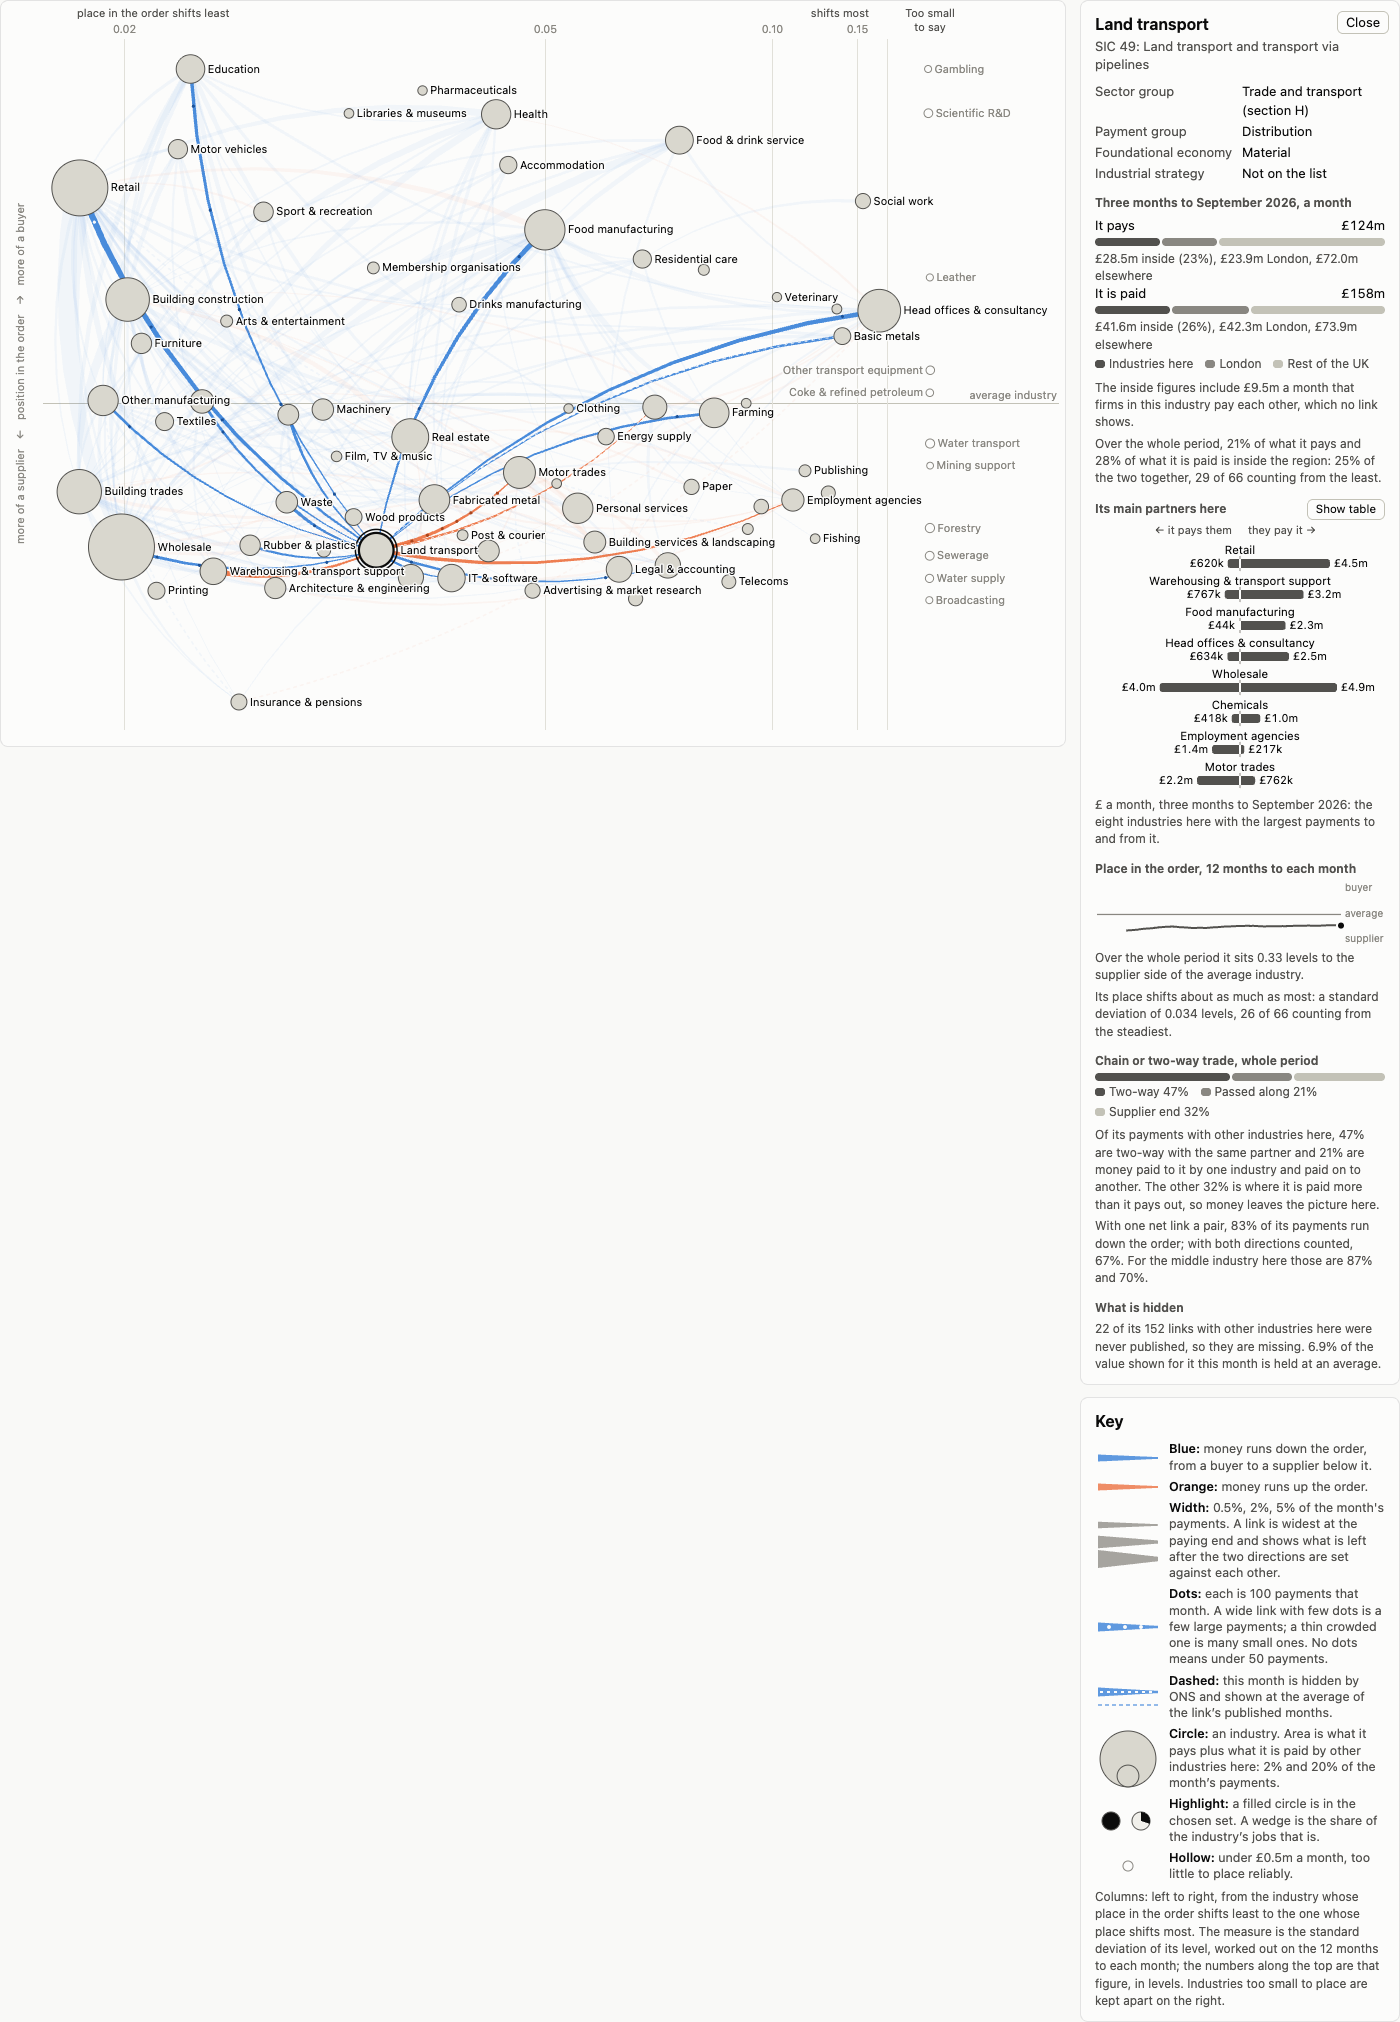 place in the order shifts least
shifts most
Too small
to say
0.02
0.05
0.10
0.15
more of a supplier ← position in the order → more of a buyer
Education
Gambling
Pharmaceuticals
Libraries & museums
Health
Scientific R&D
Motor vehicles
Food & drink service
Accommodation
Retail
Social work
Sport & recreation
Food manufacturing
Membership organisations
Residential care
Leather
Building construction
Drinks manufacturing
Veterinary
Head offices & consultancy
Arts & entertainment
Furniture
Basic metals
Other transport equipment
Coke & refined petroleum
average industry
Other manufacturing
Machinery
Clothing
Farming
Textiles
Real estate
Energy supply
Water transport
Film, TV & music
Motor trades
Publishing
Mining support
Building trades
Waste
Fabricated metal
Paper
Employment agencies
Personal services
Wood products
Forestry
Wholesale
Rubber & plastics
Land transport
Post & courier
Building services & landscaping
Fishing
Sewerage
Warehousing & transport support
IT & software
Legal & accounting
Water supply
Printing
Architecture & engineering
Advertising & market research
Telecoms
Broadcasting
Insurance & pensions
Land transport
Close
SIC 49: Land transport and transport via
pipelines
Sector group Trade and transport
(section H)
Payment group Distribution
Foundational economy Material
Industrial strategy Not on the list
Three months to September 2026, a month
It pays £124m
£28.5m inside (23%), £23.9m London, £72.0m
elsewhere
It is paid £158m
£41.6m inside (26%), £42.3m London, £73.9m
elsewhere
Industries here London Rest of the UK
The inside figures include £9.5m a month that
firms in this industry pay each other, which no link
shows.
Over the whole period, 21% of what it pays and
28% of what it is paid is inside the region: 25% of
the two together, 29 of 66 counting from the least.
Its main partners here
Show table
← it pays them they pay it →
Retail
£620k £4.5m
Warehousing & transport support
£767k £3.2m
Food manufacturing
£44k £2.3m
Head offices & consultancy
£634k £2.5m
Wholesale
£4.0m £4.9m
Chemicals
£418k £1.0m
Employment agencies
£1.4m £217k
Motor trades
£2.2m £762k
£ a month, three months to September 2026: the
eight industries here with the largest payments to
and from it.
Place in the order, 12 months to each month
buyer
average
supplier
Over the whole period it sits 0.33 levels to the
supplier side of the average industry.
Its place shifts about as much as most: a standard
deviation of 0.034 levels, 26 of 66 counting from
the steadiest.
Chain or two-way trade, whole period
Two-way 47% Passed along 21%
Supplier end 32%
Of its payments with other industries here, 47%
are two-way with the same partner and 21% are
money paid to it by one industry and paid on to
another. The other 32% is where it is paid more
than it pays out, so money leaves the picture here.
With one net link a pair, 83% of its payments run
down the order; with both directions counted,
67%. For the middle industry here those are 87%
and 70%.
What is hidden
22 of its 152 links with other industries here were
never published, so they are missing. 6.9% of the
value shown for it this month is held at an average.
Key
Blue: money runs down the order,
from a buyer to a supplier below it.
Orange: money runs up the order.
Width: 0.5%, 2%, 5% of the month's
payments. A link is widest at the
paying end and shows what is left
after the two directions are set
against each other.
Dots: each is 100 payments that
month. A wide link with few dots is a
few large payments; a thin crowded
one is many small ones. No dots
means under 50 payments.
Dashed: this month is hidden by
ONS and shown at the average of
the link's published months.
Circle: an industry. Area is what it
pays plus what it is paid by other
industries here: 2% and 20% of the
month's payments.
Highlight: a filled circle is in the
chosen set. A wedge is the share of
the industry's jobs that is.
Hollow: under £0.5m a month, too
little to place reliably.
Columns: left to right, from the industry whose
place in the order shifts least to the one whose
place shifts most. The measure is the standard
deviation of its level, worked out on the 12 months
to each month; the numbers along the top are that
figure, in levels. Industries too small to place are
kept apart on the right.